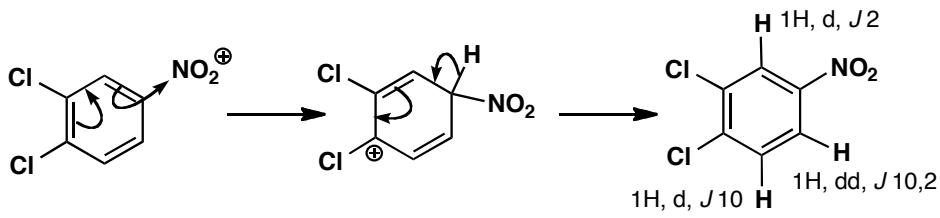 Cl
Cl
NO2⊕
Cl
Cl
⊕
H
NO2
H 1H, d, J 2
Cl
Cl
NO2
H
1H, dd, J 10,2
1H, d, J 10 H